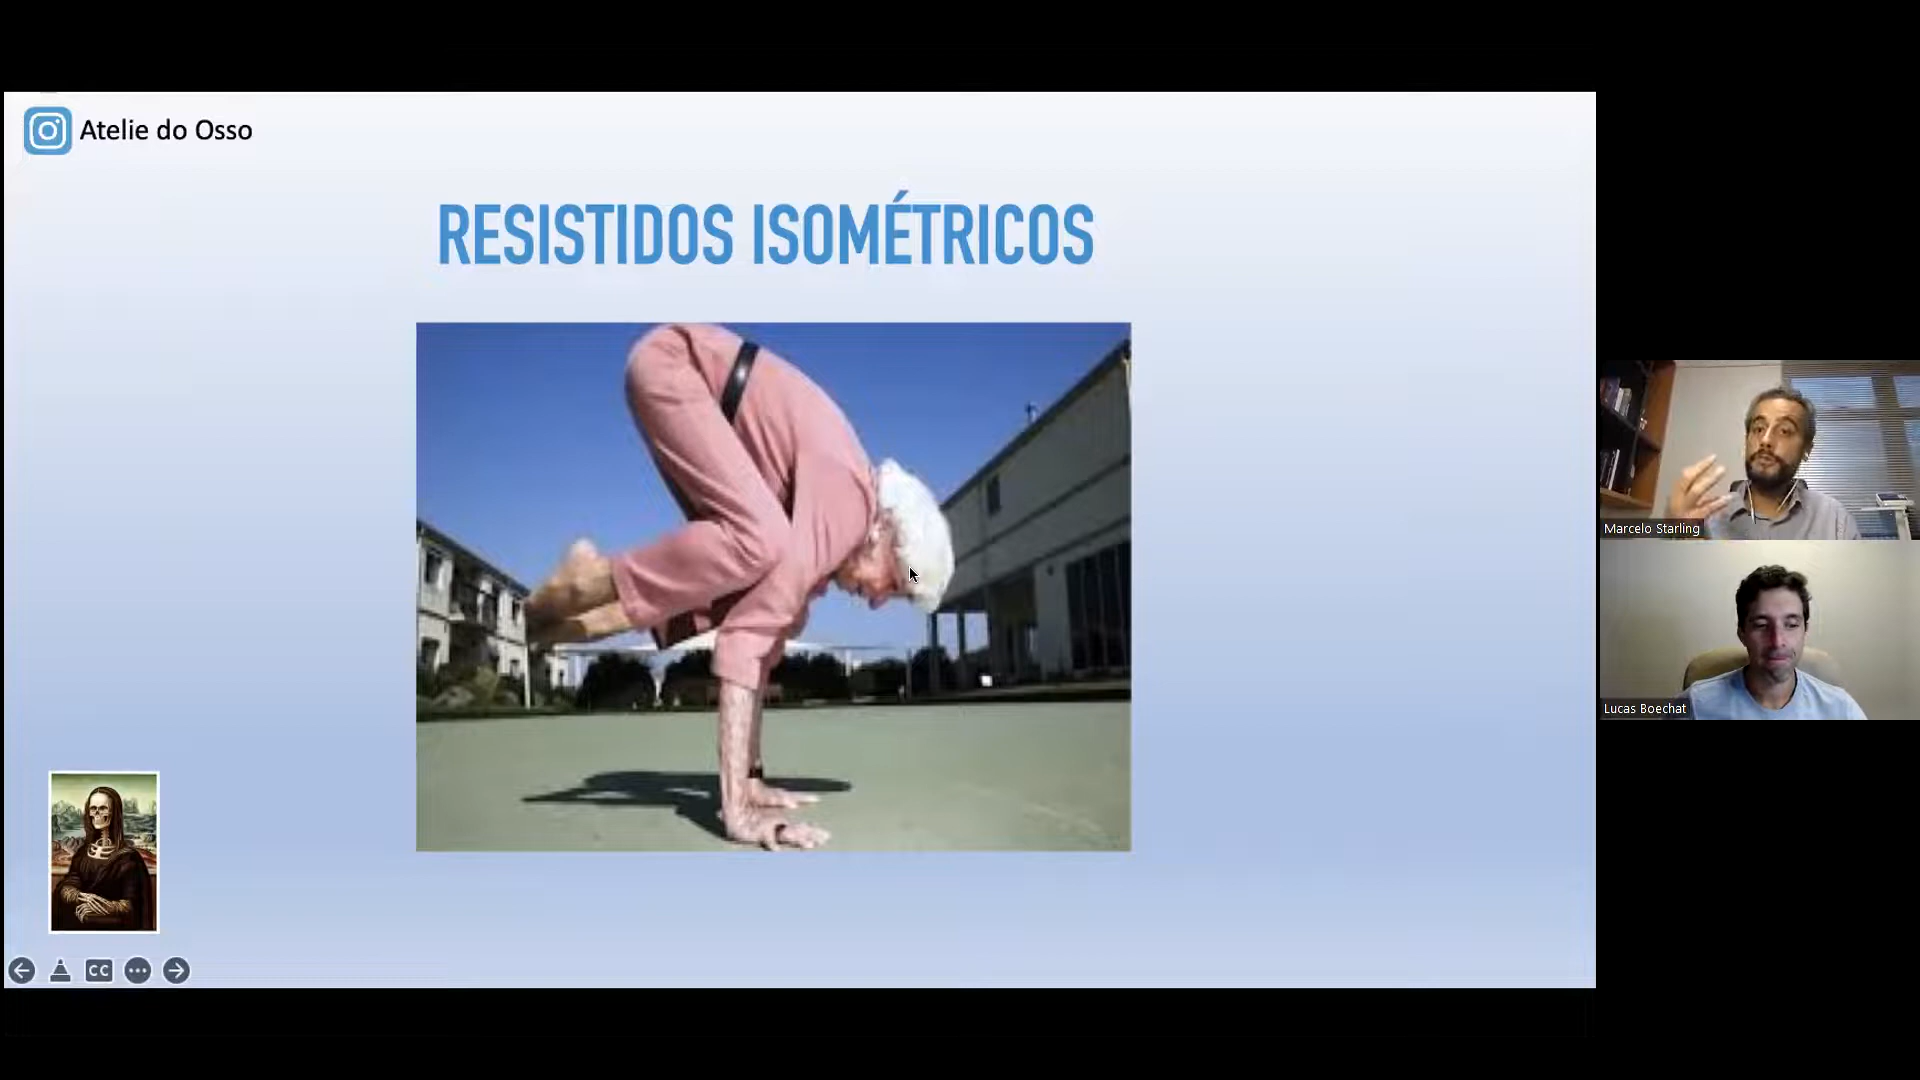 Atelie do Osso
RESISTIDOS ISOMÉTRICOS
Marcelo Starling
Lucas Boechat
CC